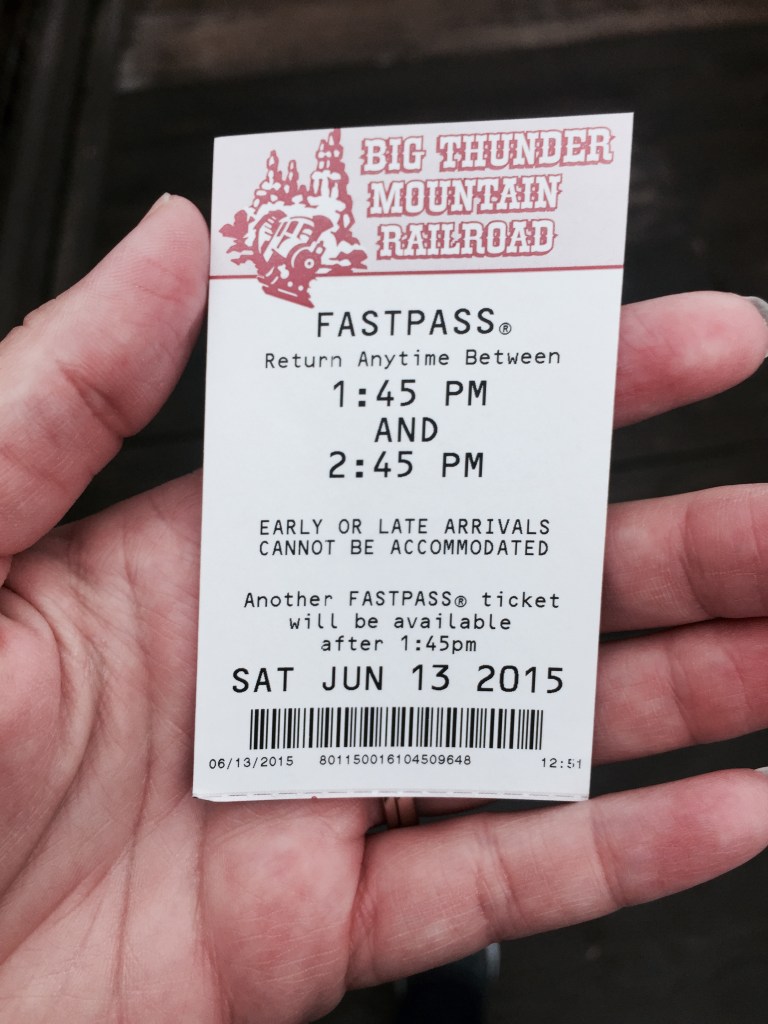 BIG THUNDER
MOUNTAIN
RAILROAD
FASTPASS®
Return Anytime Between
1:45 PM
AND
2:45 PM
EARLY OR LATE ARRIVALS
CANNOT BE ACCOMMODATED
Another FASTPASS® ticket
will be available
after 1:45pm
SAT JUN 13 2015
06/13/2015 801150016104509648 12:51